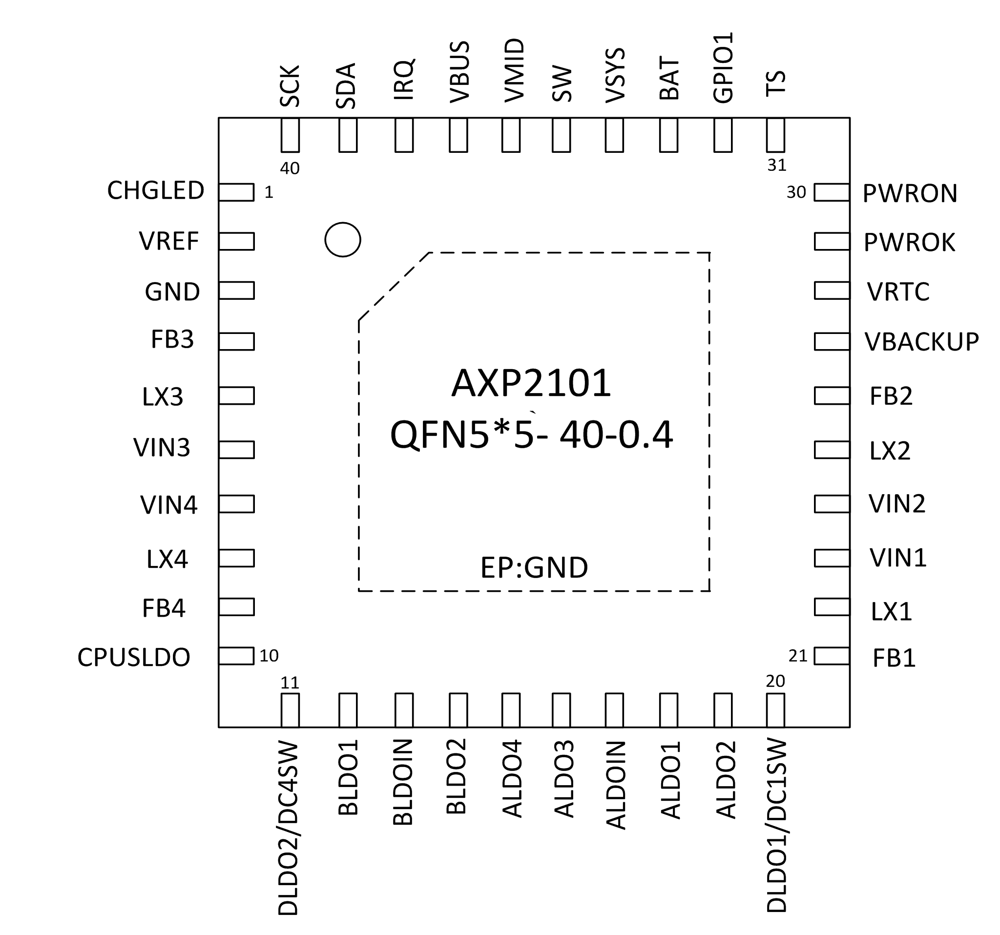 SCK
SDA
IRQ
VBUS
VMID
SW
VSYS
BAT
GPIO1
TS
40
31
CHGLED
1
30
PWRON
VREF
PWROK
GND
VRTC
FB3
VBACKUP
LX3
FB2
VIN3
LX2
VIN4
VIN2
LX4
VIN1
FB4
LX1
CPUSLDO
10
21
FB1
AXP2101
QFN5*5`- 40-0.4
EP:GND
11
20
DLDO2/DC4SW
BLDO1
BLDOIN
BLDO2
ALDO4
ALDO3
ALDOIN
ALDO1
ALDO2
DLDO1/DC1SW